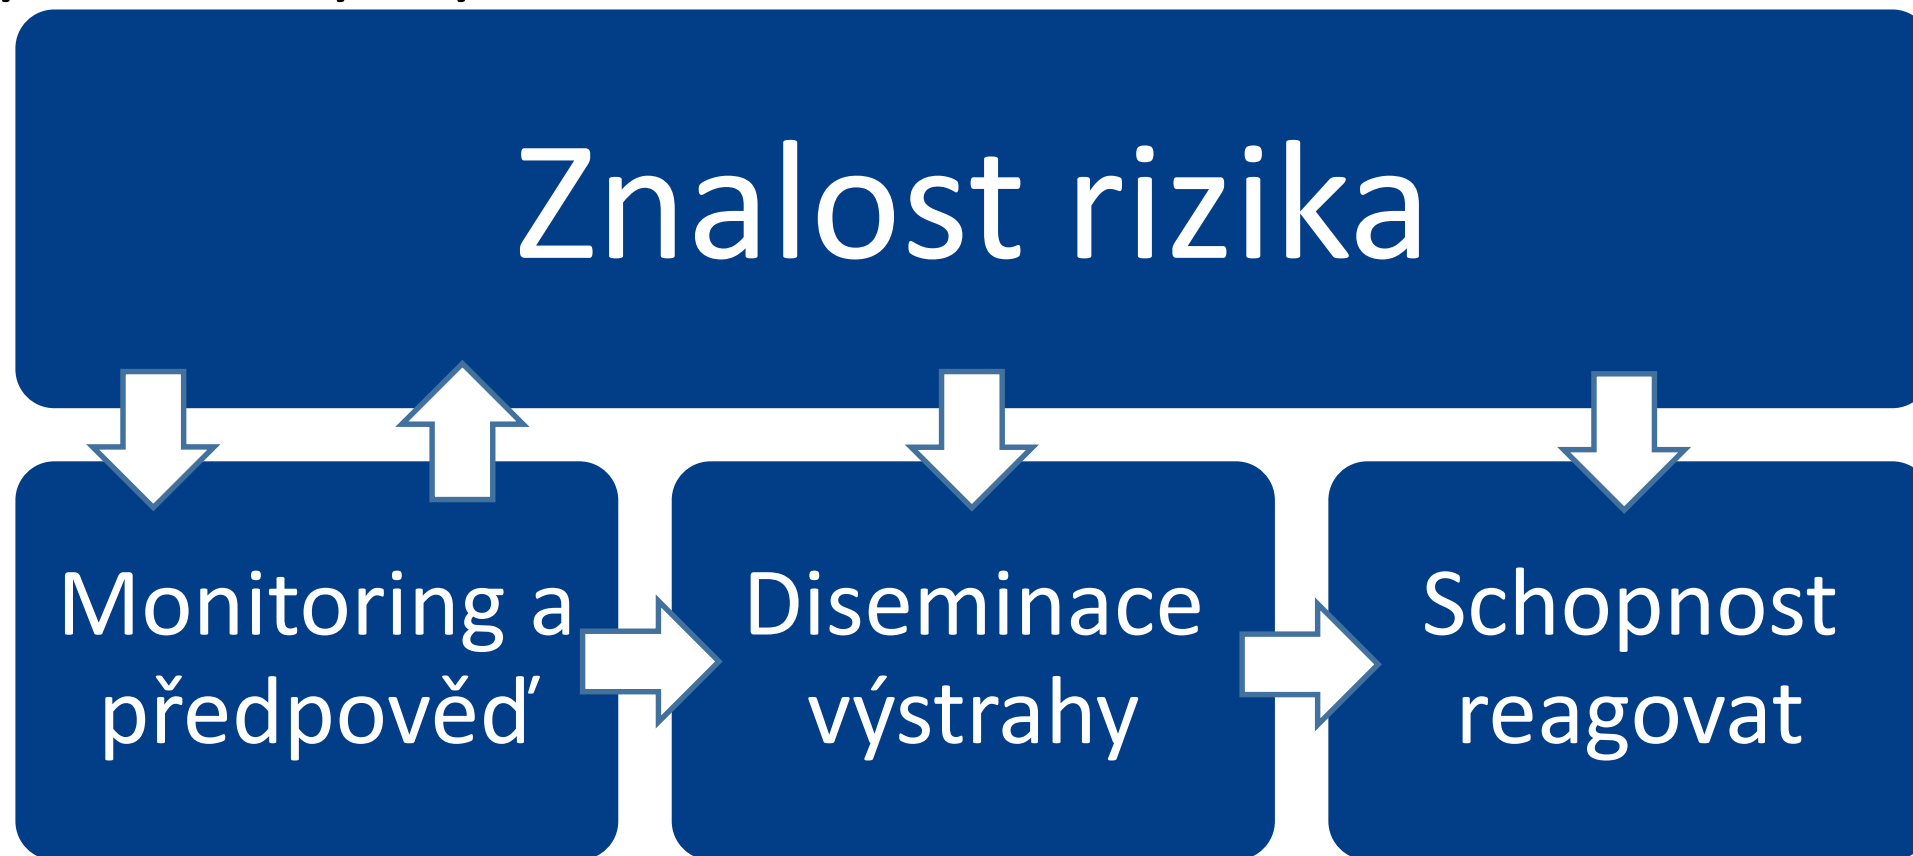 Znalost rizika
Monitoring a
předpověď
Diseminace
výstrahy
Schopnost
reagovat